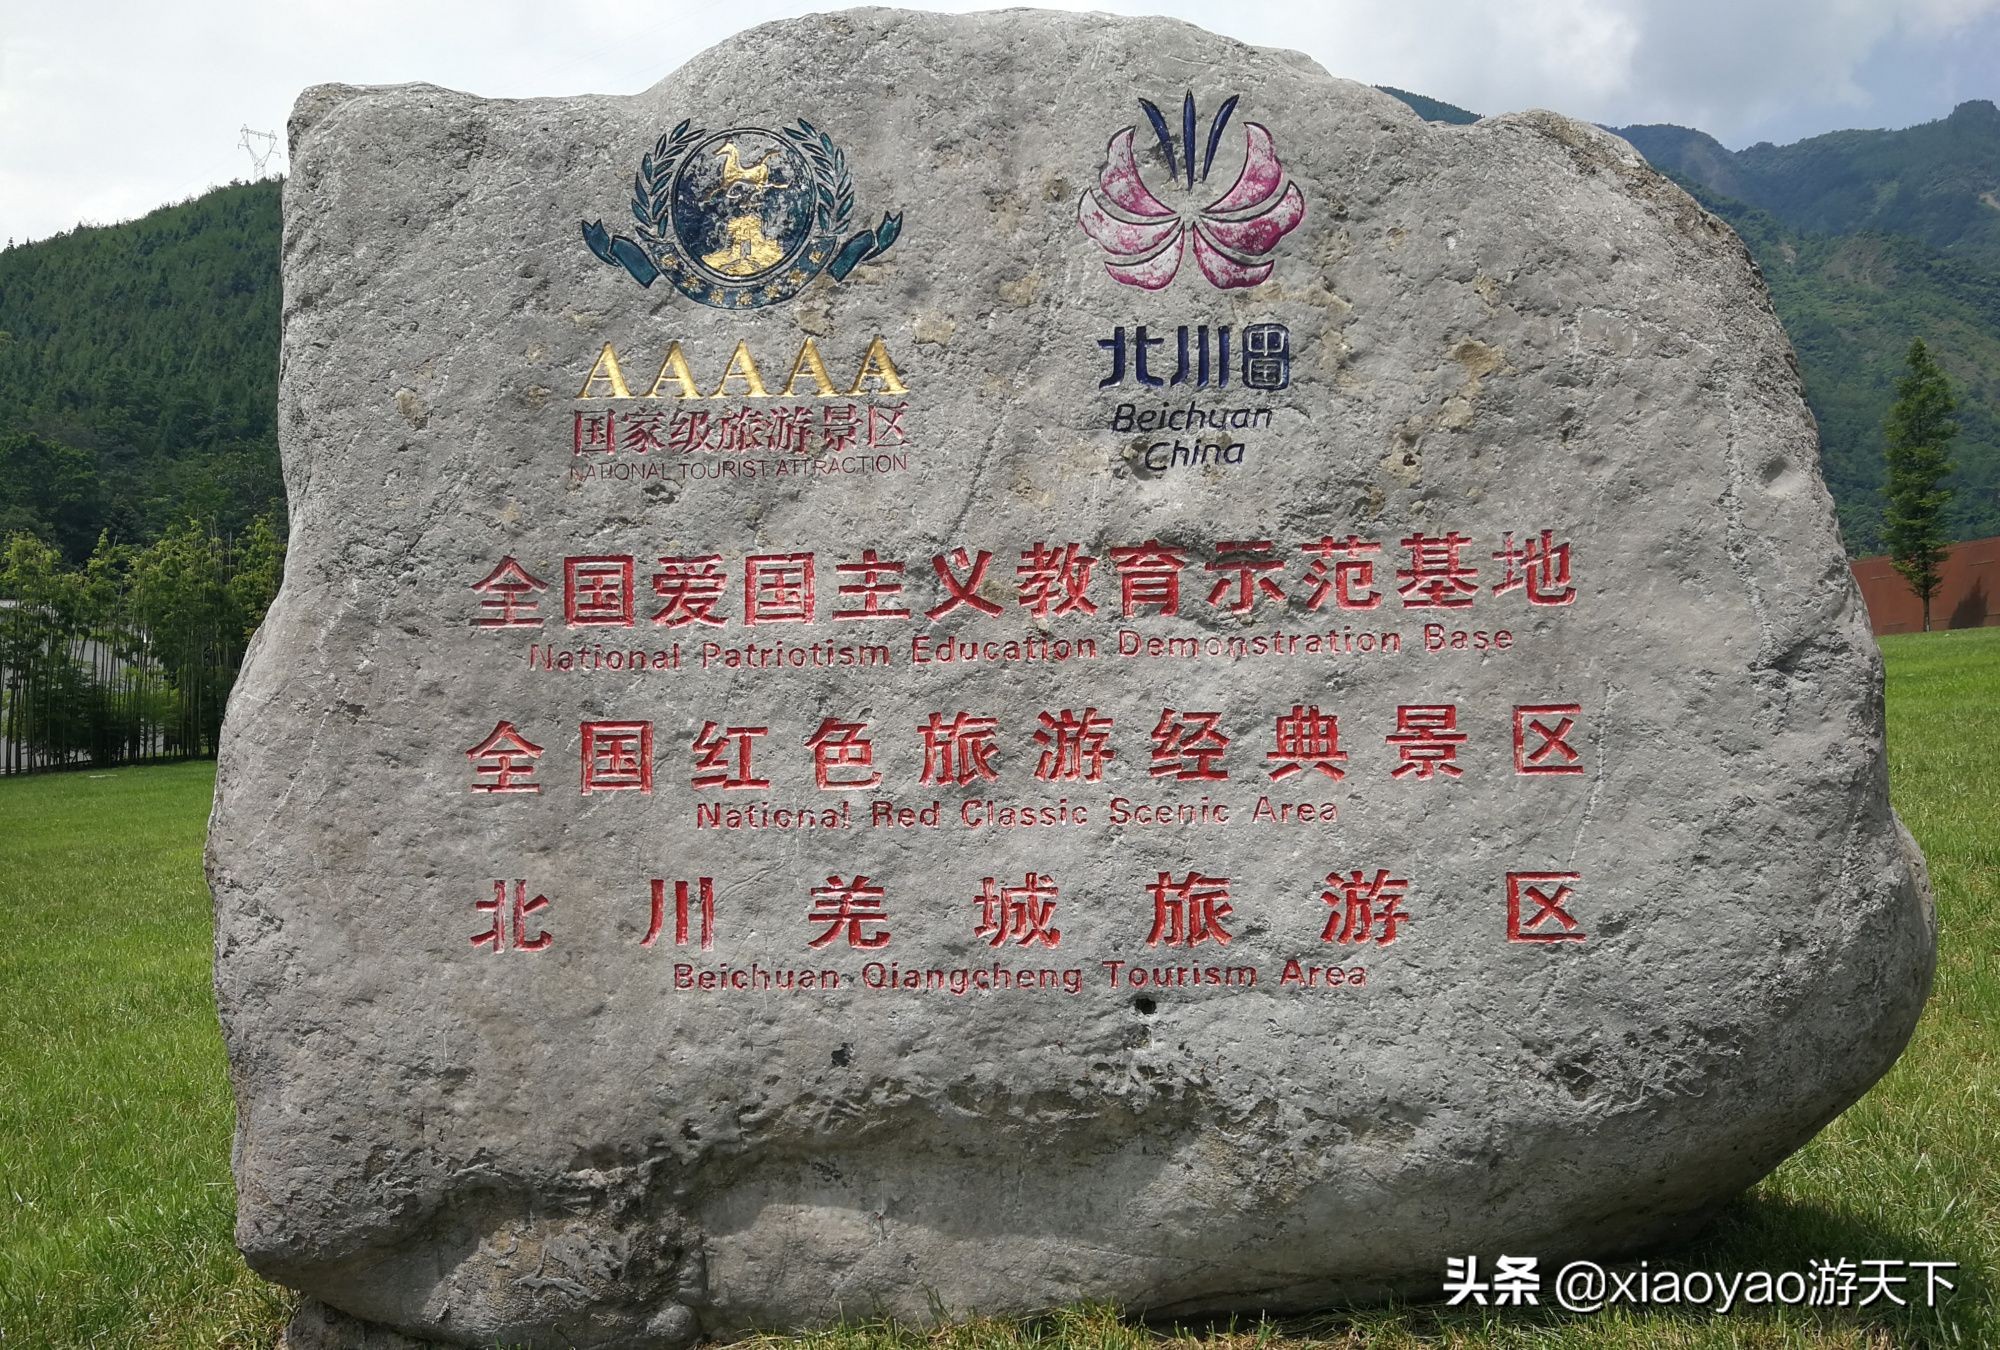 AAAAA
国家级旅游景区
NATIONAL TOURIST ATTRACTION
北川中国
Beichuan
China
全国爱国主义教育示范基地
National Patriotism Education Demonstration Base
全国红色旅游经典景区
National Red Classic Scenic Area
北川羌城旅游区
Beichuan Qiangcheng Tourism Area
头条 @xiaoyao游天下